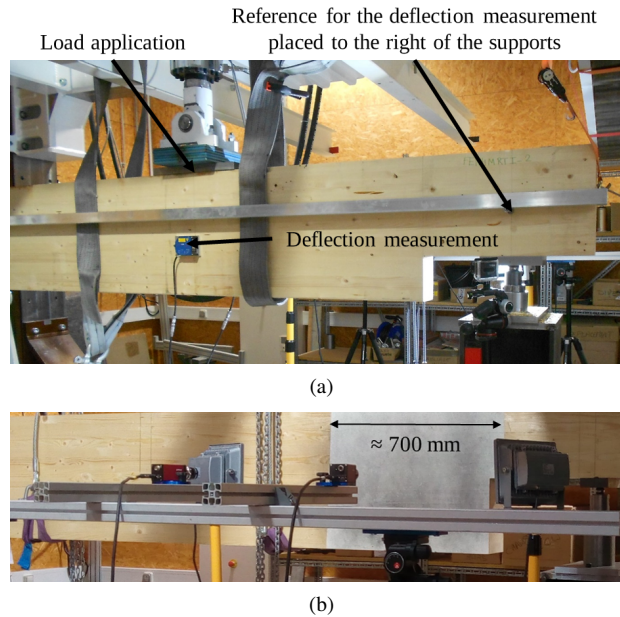 Reference for the deflection measurement
Load application
placed to the right of the supports
Deflection measurement
(a)
≈ 700 mm
(b)